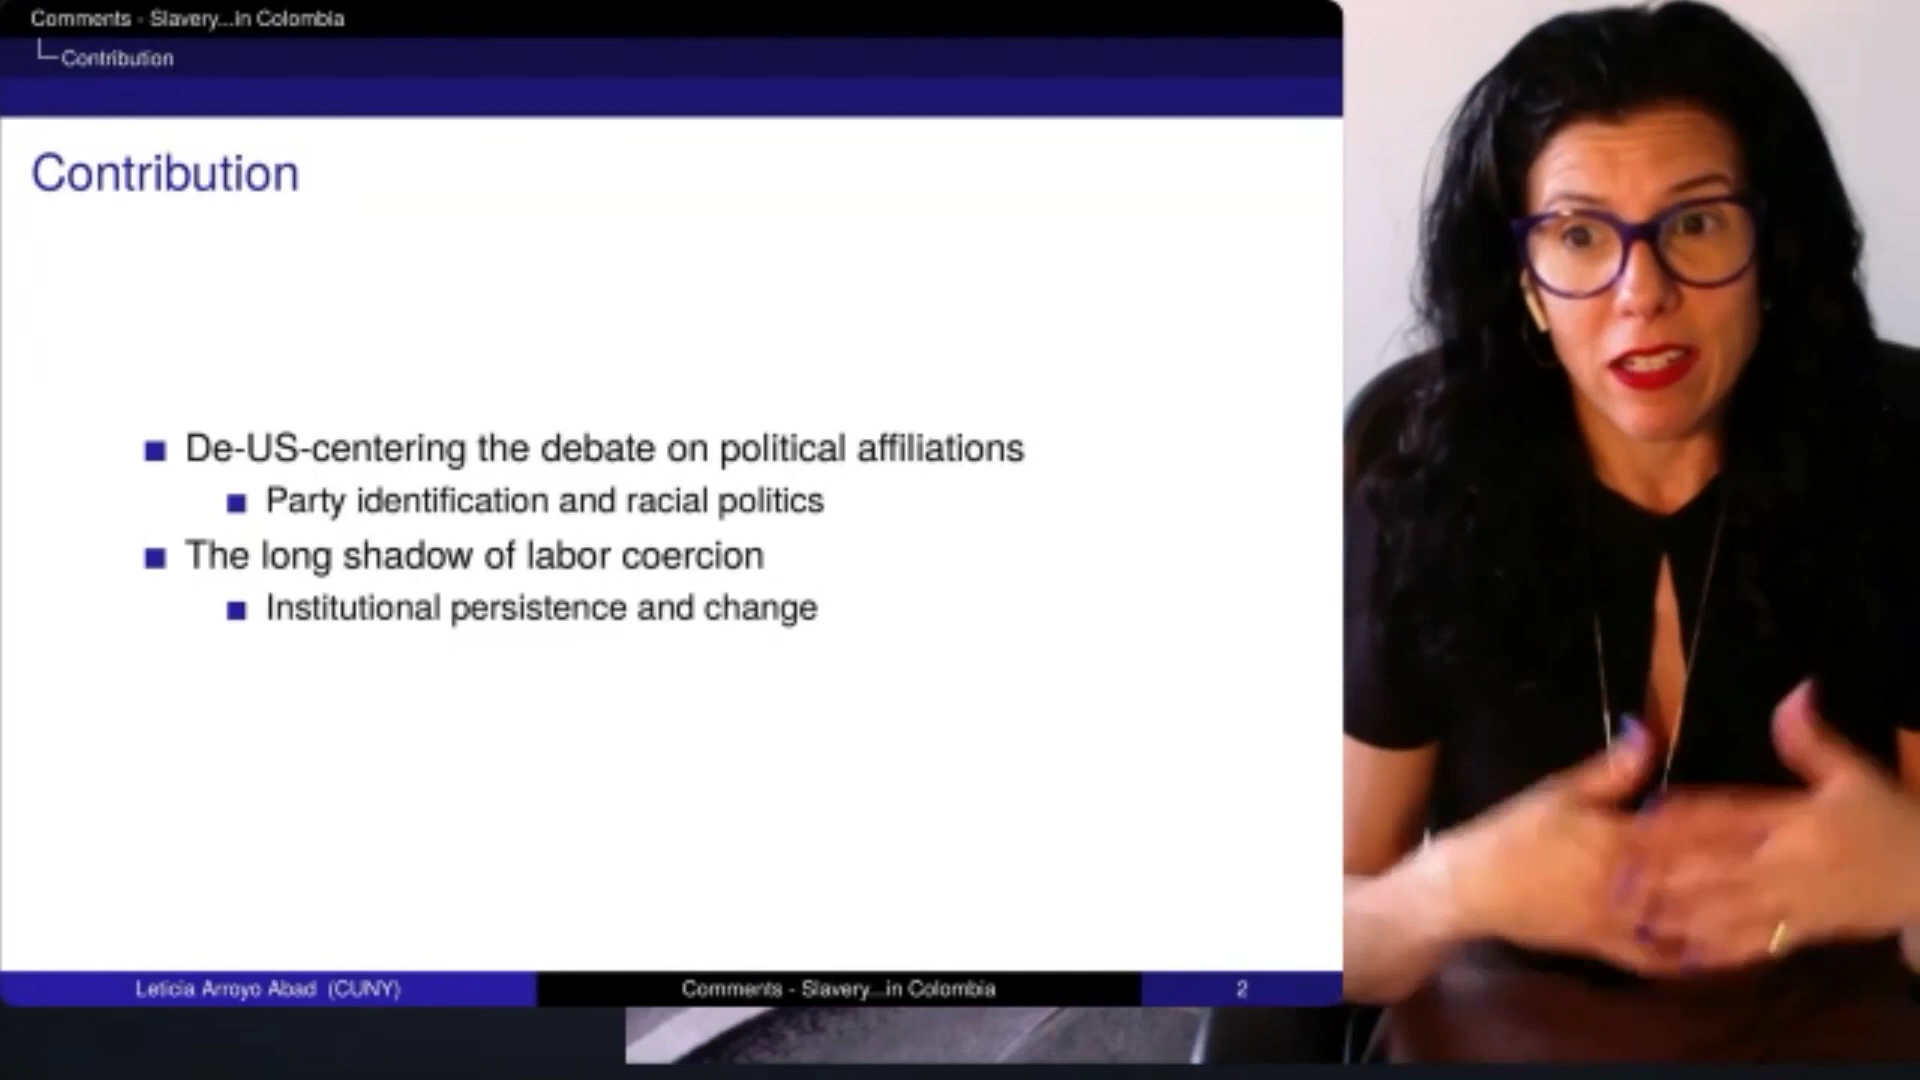 Comments - Slavery...in Colombia
Contribution
Contribution
De-US-centering the debate on political affiliations
Party identification and racial politics
The long shadow of labor coercion
Institutional persistence and change
Leticia Arroyo Abad (CUNY)
Comments - Slavery...in Colombia
2